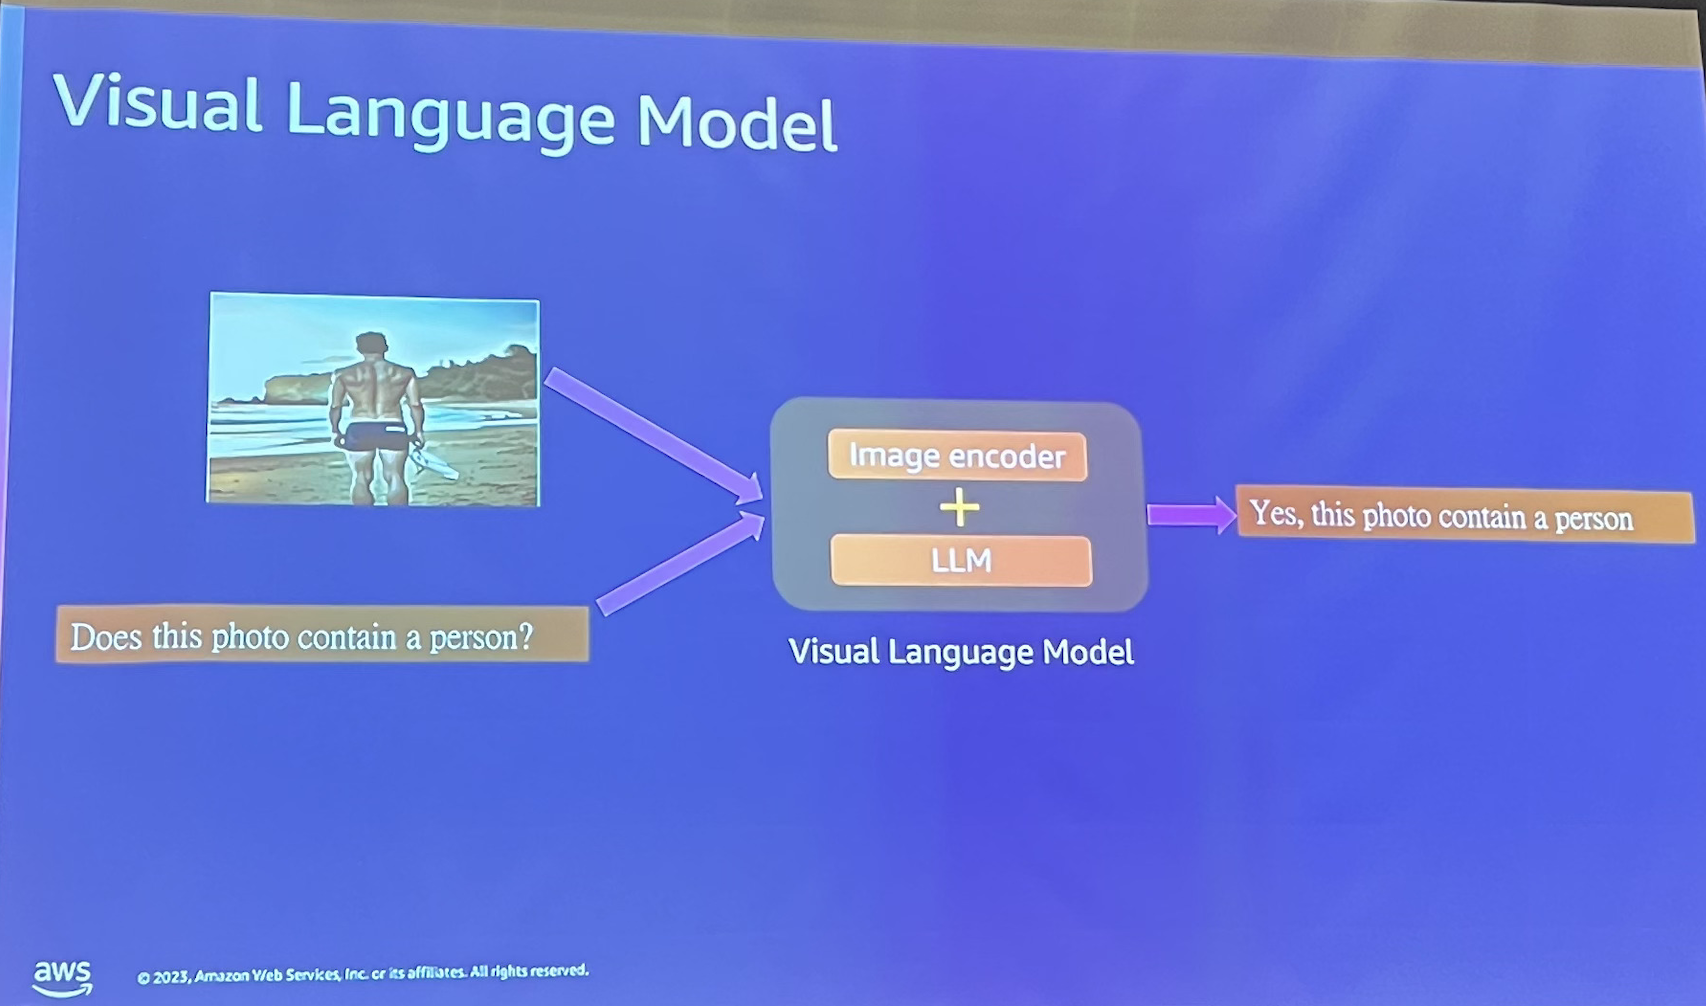 Visual Language Model
Does this photo contain a person?
Image encoder
+
LLM
Visual Language Model
Yes, this photo contain a person
aws
© 2023, Amazon Web Services, Inc. or its affiliates. All rights reserved.